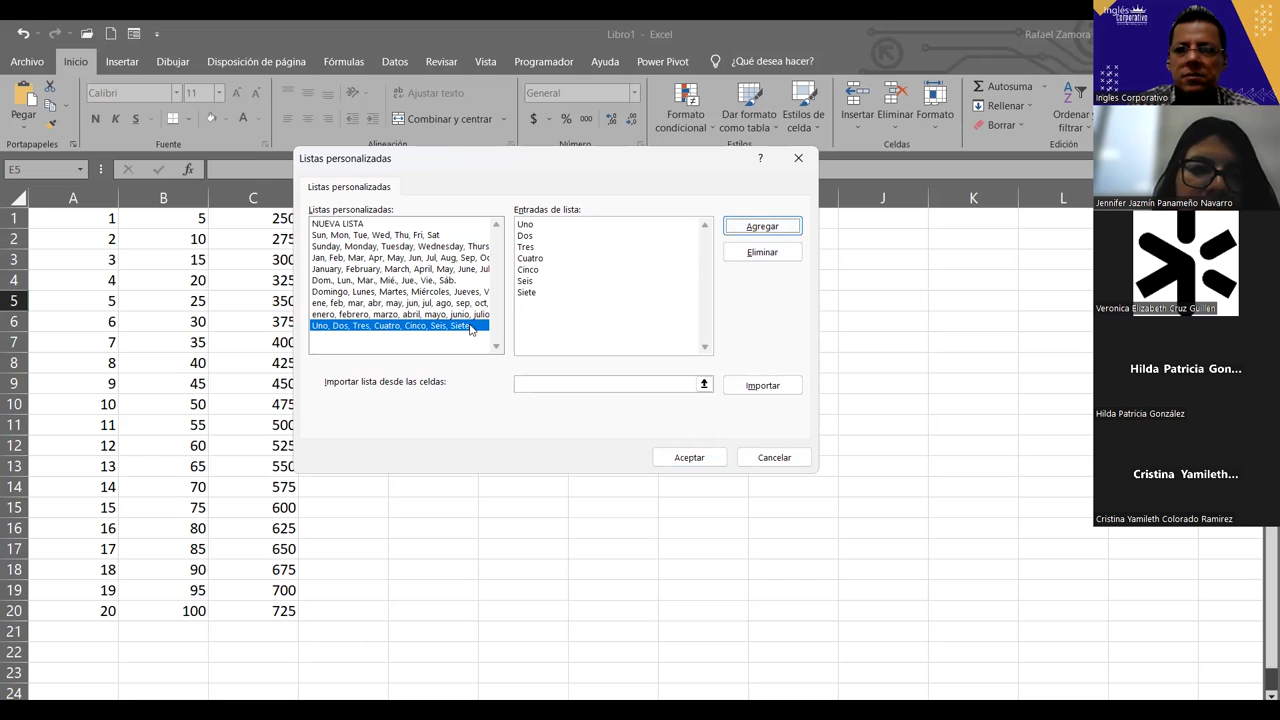 Libro1 - Excel
Rafael Zamora
Archivo Inicio Insertar Dibujar Disposición de página Fórmulas Datos Revisar Vista Programador Ayuda Power Pivot ¿Qué desea hacer?
Pegar
Portapapeles
Calibri 11
N K S
Fuente
Ajustar texto
Combinar y centrar
Alineación
General
$ % 000
Número
Formato condicional
Dar formato como tabla
Estilos de celda
Estilos
Insertar Eliminar Formato
Celdas
Autosuma
Rellenar
Borrar
Ordenar y filtrar
Edición
E5
fx
A B C J K L
1 1 5 250
2 2 10 275
3 3 15 300
4 4 20 325
5 5 25 350
6 6 30 375
7 7 35 400
8 8 40 425
9 9 45 450
10 10 50 475
11 11 55 500
12 12 60 525
13 13 65 550
14 14 70 575
15 15 75 600
16 16 80 625
17 17 85 650
18 18 90 675
19 19 95 700
20 20 100 725
21
22
23
24
Listas personalizadas
?
Listas personalizadas
Listas personalizadas:
NUEVA LISTA
Sun, Mon, Tue, Wed, Thu, Fri, Sat
Sunday, Monday, Tuesday, Wednesday, Thurs
Jan, Feb, Mar, Apr, May, Jun, Jul, Aug, Sep, Oc
January, February, March, April, May, June, Jul
Dom., Lun., Mar., Mié., Jue., Vie., Sáb.
Domingo, Lunes, Martes, Miércoles, Jueves, V
ene, feb, mar, abr, may, jun, jul, ago, sep, oct,
enero, febrero, marzo, abril, mayo, junio, julio
Uno, Dos, Tres, Cuatro, Cinco, Seis, Siete
Entradas de lista:
Uno
Dos
Tres
Cuatro
Cinco
Seis
Siete
Agregar
Eliminar
Importar lista desde las celdas:
Importar
Aceptar
Cancelar
Inglés Corporativo
Ingles Corporativo
Jennifer Jazmín Panameño Navarro
Veronica Elizabeth Cruz Guillen
Hilda Patricia Gon...
Hilda Patricia González
Cristina Yamileth...
Cristina Yamileth Colorado Ramirez